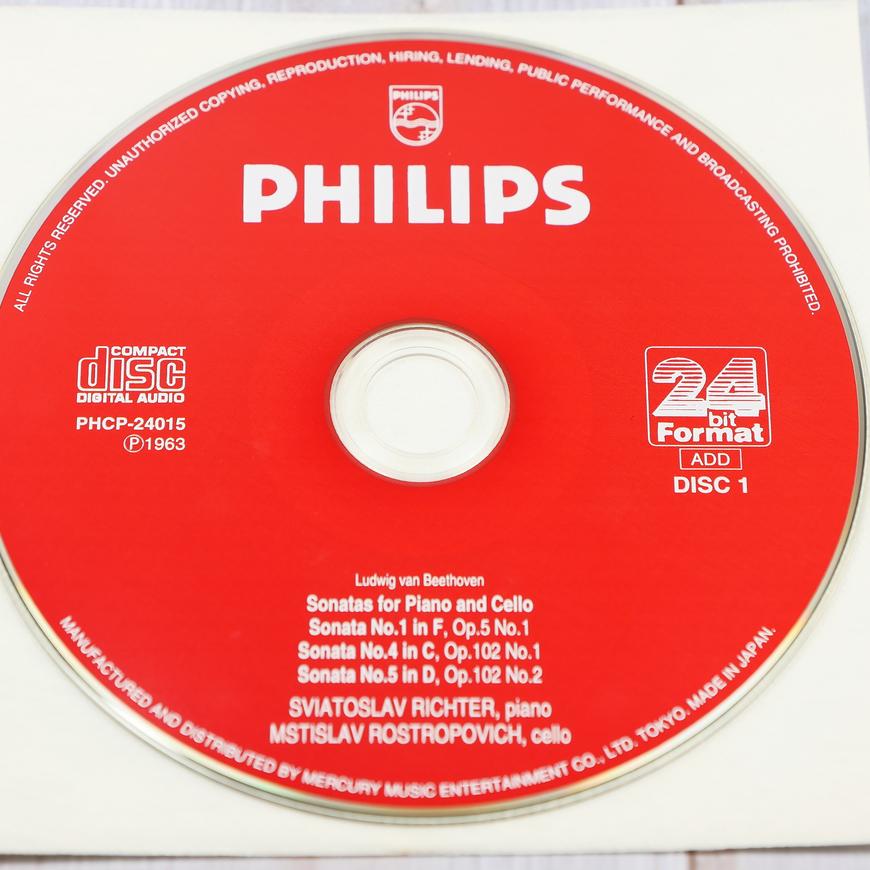 ALL RIGHTS RESERVED. UNAUTHORIZED COPYING, REPRODUCTION, HIRING, LENDING, PUBLIC PERFORMANCE AND BROADCASTING PROHIBITED.
PHILIPS
PHILIPS
COMPACT
disc
DIGITAL AUDIO
PHCP-24015
Ⓟ1963
24
bit
Format
ADD
DISC 1
Ludwig van Beethoven
Sonatas for Piano and Cello
Sonata No.1 in F, Op.5 No.1
Sonata No.4 in C, Op.102 No.1
Sonata No.5 in D, Op.102 No.2
SVIATOSLAV RICHTER, piano
MSTISLAV ROSTROPOVICH, cello
MANUFACTURED AND DISTRIBUTED BY MERCURY MUSIC ENTERTAINMENT CO., LTD. TOKYO. MADE IN JAPAN.